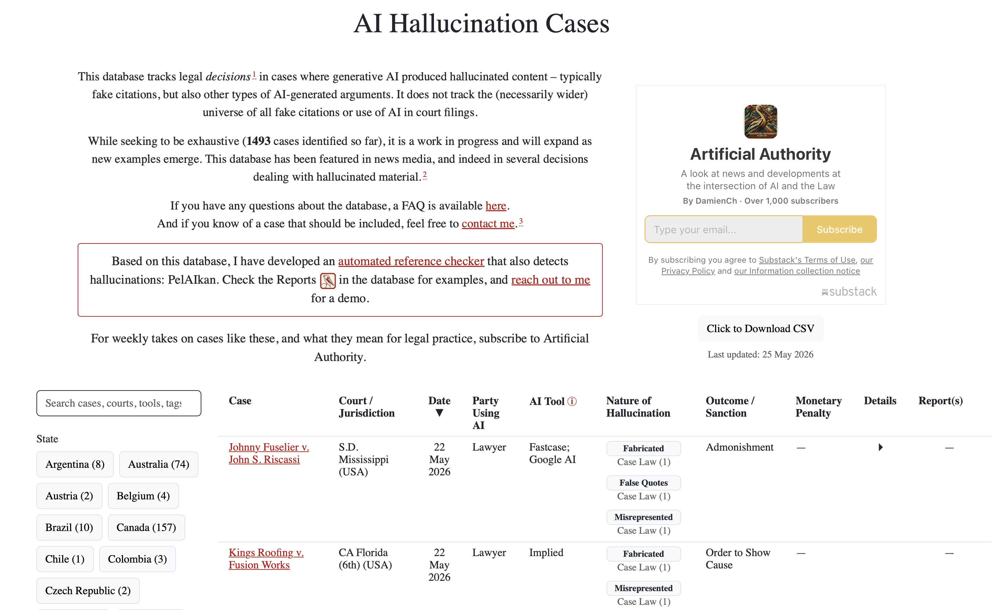 AI Hallucination Cases
This database tracks legal decisions 1 in cases where generative AI produced hallucinated content – typically
fake citations, but also other types of AI-generated arguments. It does not track the (necessarily wider)
universe of all fake citations or use of AI in court filings.
While seeking to be exhaustive (1493 cases identified so far), it is a work in progress and will expand as
new examples emerge. This database has been featured in news media, and indeed in several decisions
dealing with hallucinated material. 2
If you have any questions about the database, a FAQ is available here.
And if you know of a case that should be included, feel free to contact me. 3
Based on this database, I have developed an automated reference checker that also detects
hallucinations: PelAIkan. Check the Reports in the database for examples, and reach out to me
for a demo.
For weekly takes on cases like these, and what they mean for legal practice, subscribe to Artificial
Authority.
ARTIFICIAL AUTHORITY
AI AND LAW
Artificial Authority
A look at news and developments at
the intersection of AI and the Law
By DamienCh · Over 1,000 subscribers
Type your email...
Subscribe
By subscribing you agree to Substack's Terms of Use, our
Privacy Policy and our Information collection notice
substack
Click to Download CSV
Last updated: 25 May 2026
Search cases, courts, tools, tags
State
Argentina (8) Australia (74)
Austria (2) Belgium (4)
Brazil (10) Canada (157)
Chile (1) Colombia (3)
Czech Republic (2)
Case Court / Date Party AI Tool i Nature of Outcome / Monetary Details Report(s)
Jurisdiction ▼ Using Hallucination Sanction Penalty
AI
Johnny Fuselier v. S.D. 22 Lawyer Fastcase; Fabricated Admonishment — ▶ —
John S. Riscassi Mississippi May Google AI Case Law (1)
(USA) 2026
False Quotes
Case Law (1)
Misrepresented
Case Law (1)
Kings Roofing v. CA Florida 22 Lawyer Implied Fabricated Order to Show — —
Fusion Works (6th) (USA) May Case Law (1) Cause
2026
Misrepresented
Case Law (1)